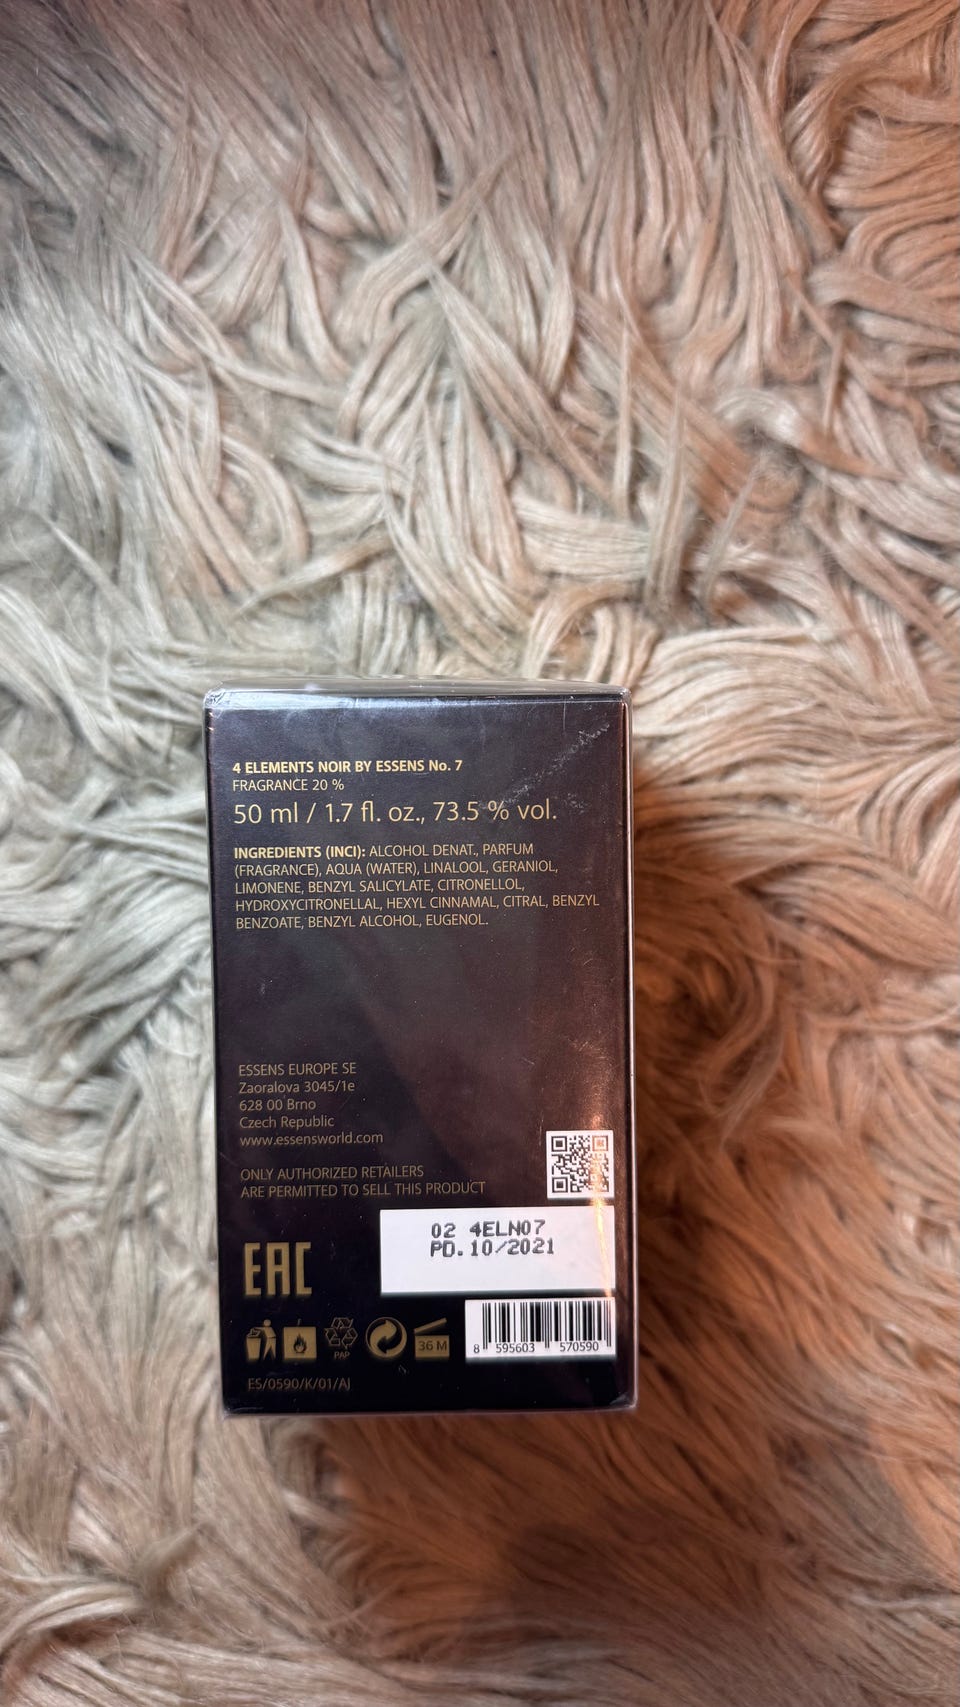 4 ELEMENTS NOIR BY ESSENS No. 7
FRAGRANCE 20 %
50 ml / 1.7 fl. oz., 73.5 % vol.
INGREDIENTS (INCI): ALCOHOL DENAT., PARFUM
(FRAGRANCE), AQUA (WATER), LINALOOL, GERANIOL,
LIMONENE, BENZYL SALICYLATE, CITRONELLOL,
HYDROXYCITRONELLAL, HEXYL CINNAMAL, CITRAL, BENZYL
BENZOATE, BENZYL ALCOHOL, EUGENOL.
ESSENS EUROPE SE
Zaoralova 3045/1e
628 00 Brno
Czech Republic
www.essensworld.com
ONLY AUTHORIZED RETAILERS
ARE PERMITTED TO SELL THIS PRODUCT
02 4ELN07
PD.10/2021
EAC
PAP
36 M
8 595603 570590
ES/0590/K/01/AJ